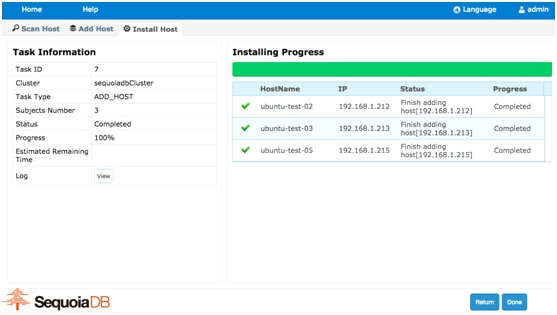 Home Help Language admin
Scan Host Add Host Install Host
Task Information
Task ID 7
Cluster sequoiadbCluster
Task Type ADD_HOST
Subjects Number 3
Status Completed
Progress 100%
Estimated Remaining
Time
Log View
Installing Progress
HostName IP Status Progress
ubuntu-test-02 192.168.1.212 Finish adding
host[192.168.1.212] Completed
ubuntu-test-03 192.168.1.213 Finish adding
host[192.168.1.213] Completed
ubuntu-test-05 192.168.1.215 Finish adding
host[192.168.1.215] Completed
SequoiaDB
Return Done